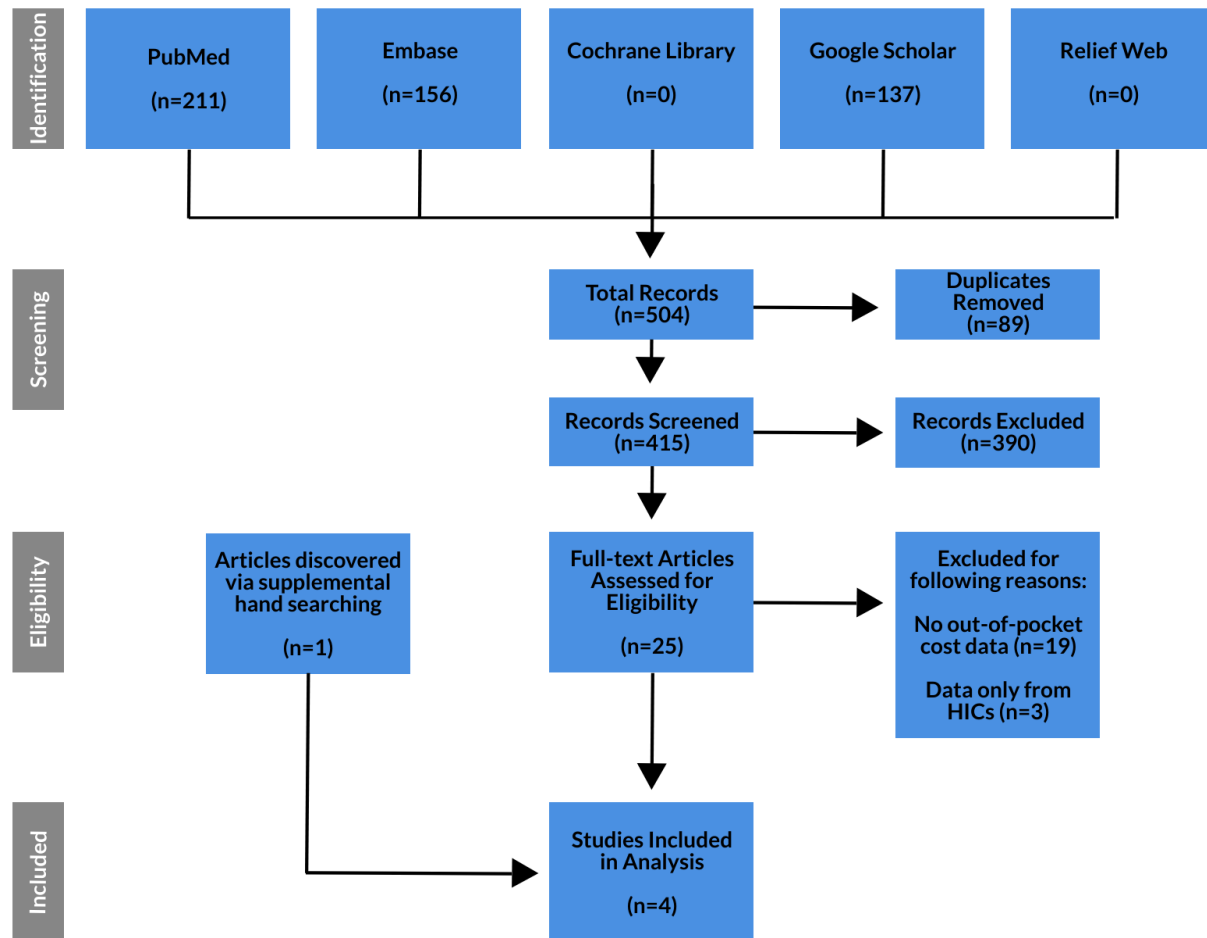 Identification
PubMed
(n=211)
Embase
(n=156)
Cochrane Library
(n=0)
Google Scholar
(n=137)
Relief Web
(n=0)
Screening
Total Records
(n=504)
Duplicates
Removed
(n=89)
Records Screened
(n=415)
Records Excluded
(n=390)
Eligibility
Articles discovered
via supplemental
hand searching
(n=1)
Full-text Articles
Assessed for
Eligibility
(n=25)
Excluded for
following reasons:
No out-of-pocket
cost data (n=19)
Data only from
HICs (n=3)
Included
Studies Included
in Analysis
(n=4)